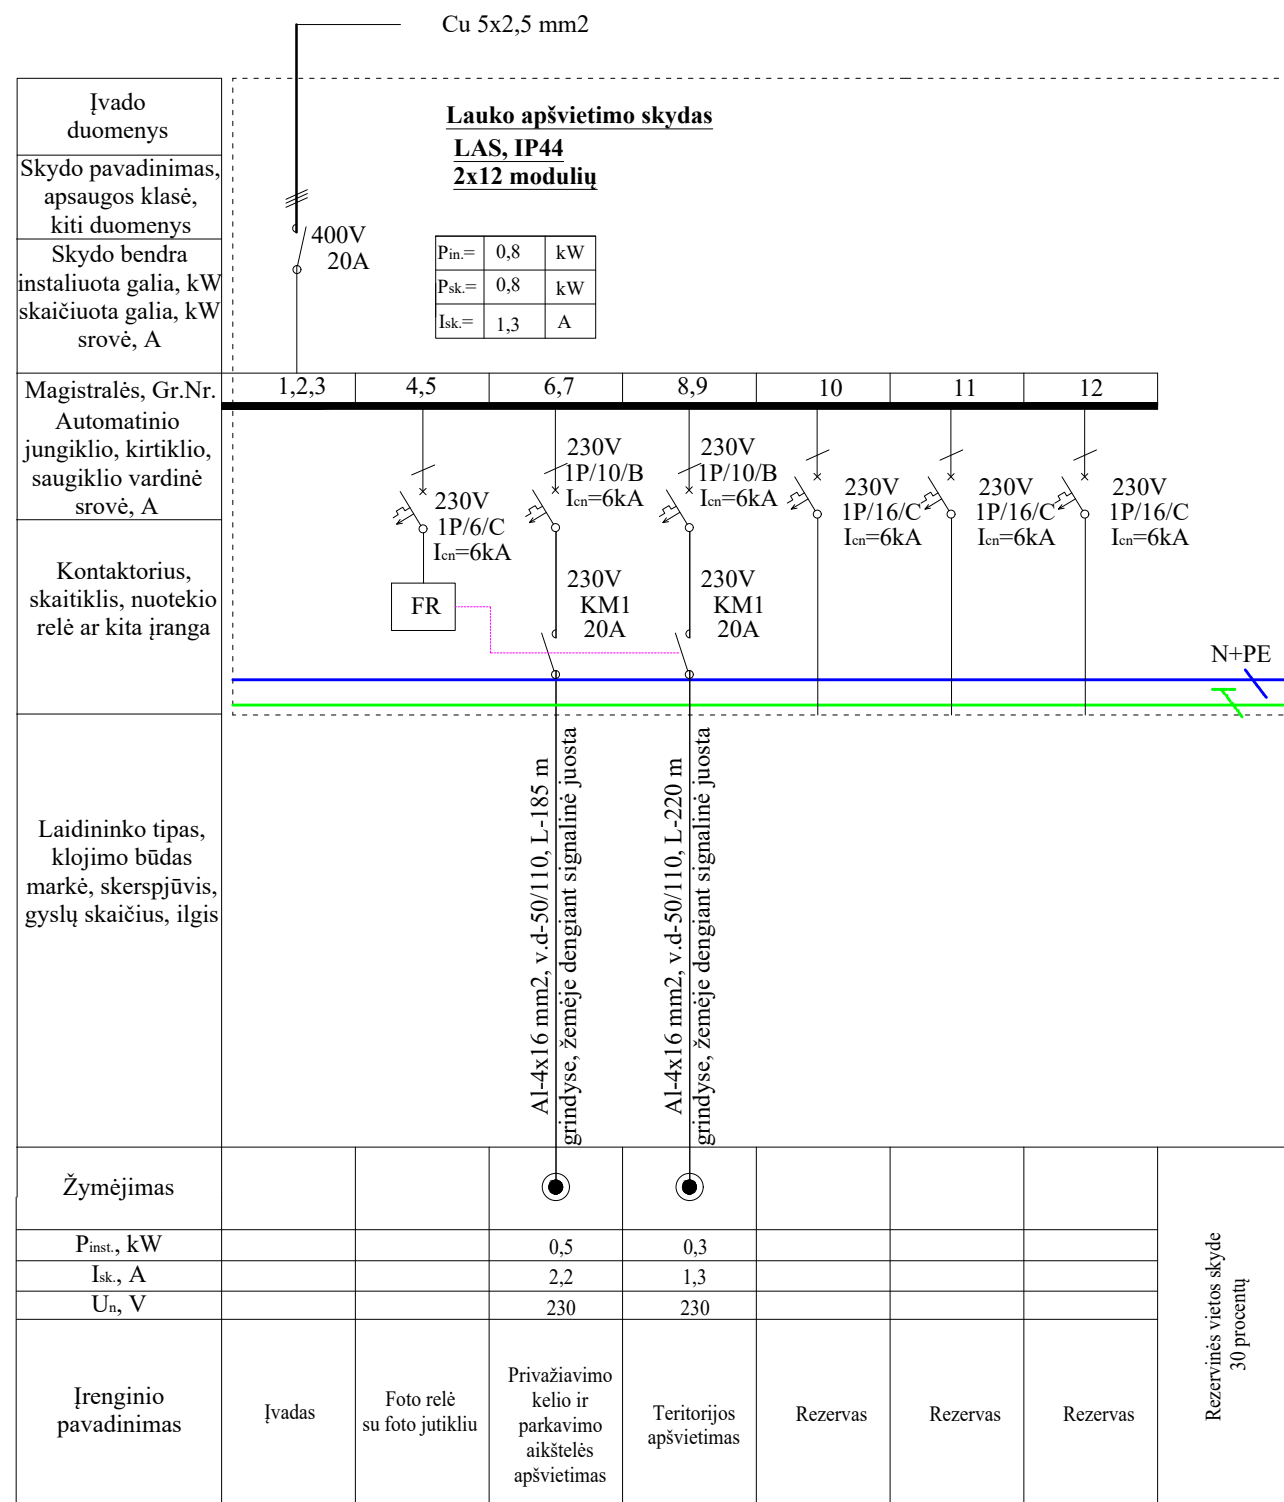 Cu 5x2,5 mm2
Įvado
duomenys
Skydo pavadinimas,
apsaugos klasė,
kiti duomenys
Skydo bendra
instaliuota galia, kW
skaičiuota galia, kW
srovė, A
Lauko apšvietimo skydas
LAS, IP44
2x12 modulių
400V
20A
Pin.= 0,8 kW
Psk.= 0,8 kW
Isk.= 1,3 A
Magistralės, Gr.Nr. 1,2,3 4,5 6,7 8,9 10 11 12
Automatinio
jungiklio, kirtiklio,
saugiklio vardinė
srovė, A
230V
1P/6/C
Icn=6kA
230V
1P/10/B
Icn=6kA
230V
1P/10/B
Icn=6kA
230V
1P/16/C
Icn=6kA
230V
1P/16/C
Icn=6kA
230V
1P/16/C
Icn=6kA
Kontaktorius,
skaitiklis, nuotekio
relė ar kita įranga
FR
230V
KM1
20A
230V
KM1
20A
N+PE
Laidininko tipas,
klojimo būdas
markė, skerspjūvis,
gyslų skaičius, ilgis
Al-4x16 mm2, v.d-50/110, L-185 m
grindyse, žemėje dengiant signalinė juosta
Al-4x16 mm2, v.d-50/110, L-220 m
grindyse, žemėje dengiant signalinė juosta
Žymėjimas
Pinst., kW 0,5 0,3
Isk., A 2,2 1,3
Un, V 230 230
Įrenginio
pavadinimas
Įvadas
Foto relė
su foto jutikliu
Privažiavimo
kelio ir
parkavimo
aikštelės
apšvietimas
Teritorijos
apšvietimas
Rezervas
Rezervas
Rezervas
Rezervinės vietos skyde
30 procentų